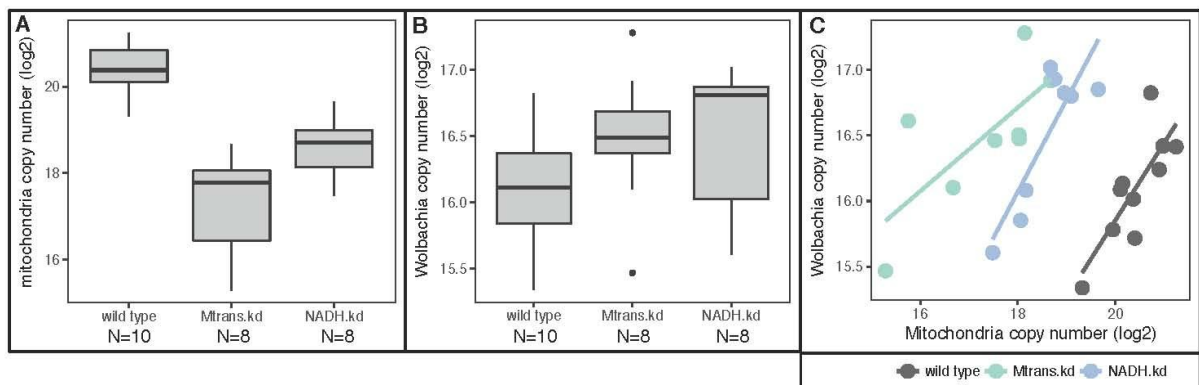 A
mitochondria copy number (log2)
20
18
16
wild type Mtrans.kd NADH.kd
N=10 N=8 N=8
B
Wolbachia copy number (log2)
17.0
16.5
16.0
15.5
wild type Mtrans.kd NADH.kd
N=10 N=8 N=8
C
Wolbachia copy number (log2)
17.0
16.5
16.0
15.5
16 18 20
Mitochondria copy number (log2)
wild type Mtrans.kd NADH.kd